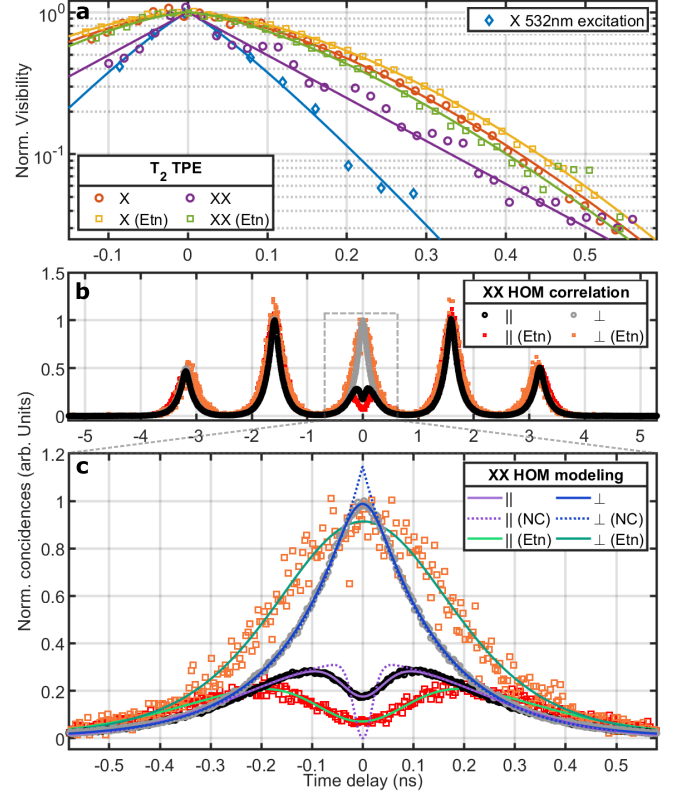 a
X 532nm excitation
10⁰
10⁻¹
Norm. Visibility
T₂ TPE
X XX
X (Etn) XX (Etn)
-0.1 0 0.1 0.2 0.3 0.4 0.5
b
XX HOM correlation
|| ⊥
|| (Etn) ⊥ (Etn)
1.5
1
0.5
0
-5 -4 -3 -2 -1 0 1 2 3 4 5
Norm. concidences (arb. Units)
c
XX HOM modeling
|| ⊥
|| (NC) ⊥ (NC)
|| (Etn) ⊥ (Etn)
1.2
1
0.8
0.6
0.4
0.2
0
-0.5 -0.4 -0.3 -0.2 -0.1 0 0.1 0.2 0.3 0.4 0.5
Time delay (ns)